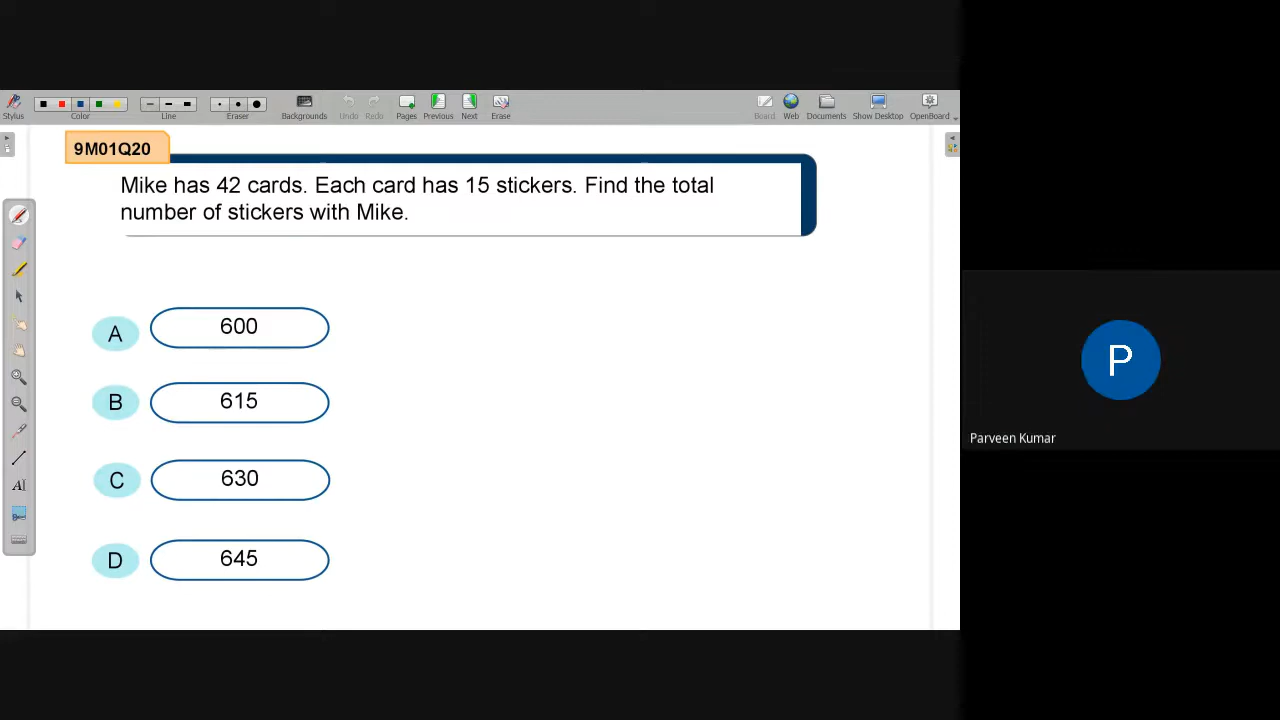 Stylus
Color
Line
Eraser
Backgrounds
Undo
Redo
Pages
Previous
Next
Erase
Board
Web
Documents
Show Desktop
OpenBoard
9M01Q20
Mike has 42 cards. Each card has 15 stickers. Find the total
number of stickers with Mike.
A 600
B 615
C 630
D 645
AI
P
Parveen Kumar